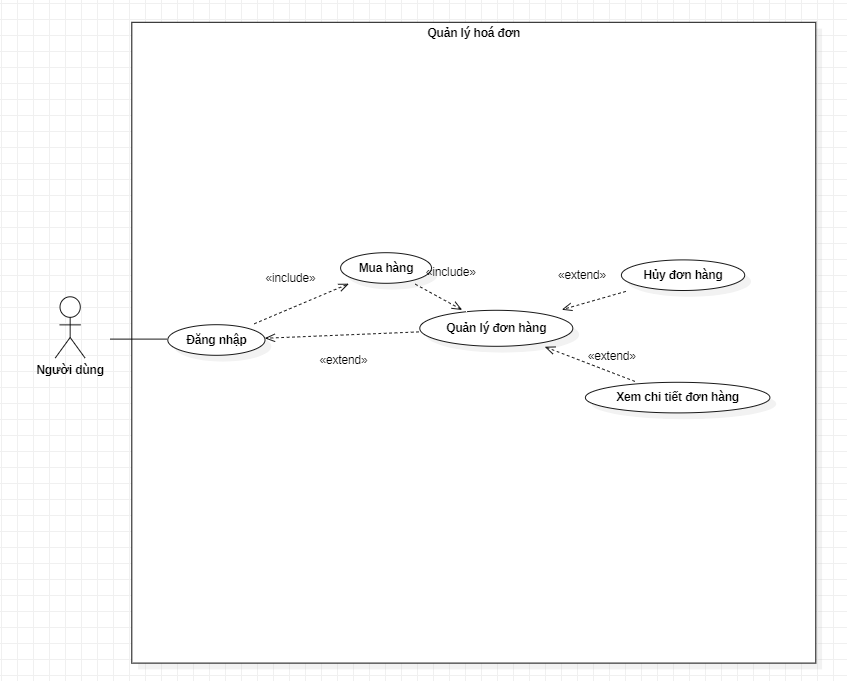 Quản lý hoá đơn
Mua hàng
«include»
«include»
«extend»
Hủy đơn hàng
Quản lý đơn hàng
Đăng nhập
«extend»
«extend»
Người dùng
Xem chi tiết đơn hàng